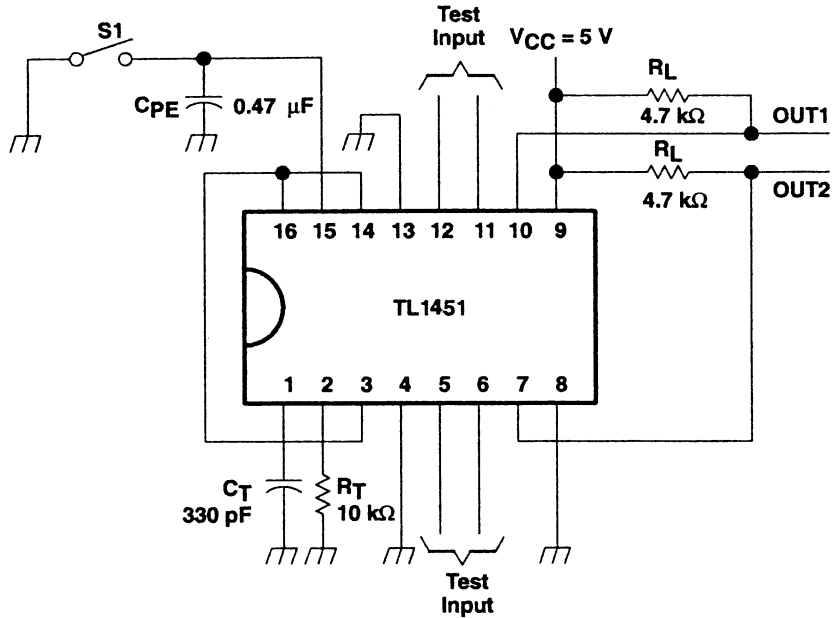 S1
Test
Input
VCC = 5 V
RL
4.7 kΩ
OUT1
CPE 0.47 µF
RL
4.7 kΩ
OUT2
16 15 14 13 12 11 10 9
TL1451
1 2 3 4 5 6 7 8
CT
330 pF
RT
10 kΩ
Test
Input